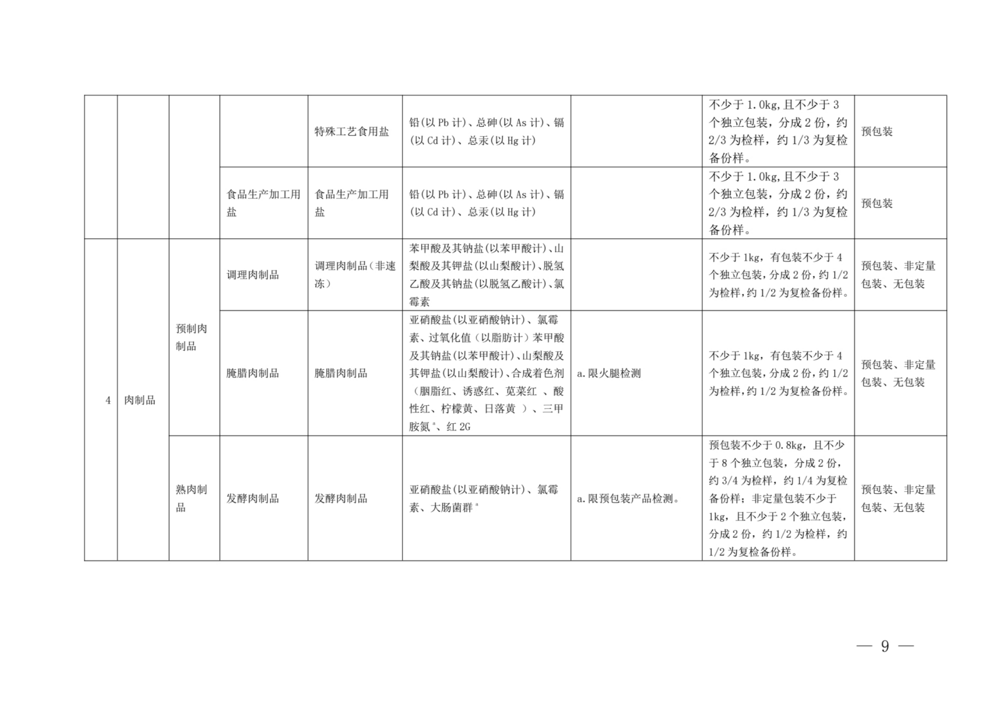 特殊工艺食用盐
铅(以 Pb 计)、总砷(以 As 计)、镉
(以 Cd 计)、总汞(以 Hg 计)
不少于 1.0kg,且不少于 3
个独立包装，分成 2 份，约
2/3 为检样，约 1/3 为复检
备份样。
预包装
食品生产加工用
盐
食品生产加工用
盐
铅(以 Pb 计)、总砷(以 As 计)、镉
(以 Cd 计)、总汞(以 Hg 计)
不少于 1.0kg,且不少于 3
个独立包装，分成 2 份，约
2/3 为检样，约 1/3 为复检
备份样。
预包装
4
肉制品
预制肉
制品
调理肉制品
调理肉制品（非速
冻）
苯甲酸及其钠盐(以苯甲酸计)、山
梨酸及其钾盐(以山梨酸计)、脱氢
乙酸及其钠盐(以脱氢乙酸计)、氯
霉素
不少于 1kg，有包装不少于 4
个独立包装，分成 2 份，约 1/2
为检样，约 1/2 为复检备份样。
预包装、非定量
包装、无包装
腌腊肉制品
腌腊肉制品
亚硝酸盐(以亚硝酸钠计)、氯霉
素、过氧化值（以脂肪计）苯甲酸
及其钠盐(以苯甲酸计)、山梨酸及
其钾盐(以山梨酸计)、合成着色剂
（胭脂红、诱惑红、苋菜红 、酸
性红、柠檬黄、日落黄 ）、三甲
胺氮ª、红 2G
a.限火腿检测
不少于 1kg，有包装不少于 4
个独立包装，分成 2 份，约 1/2
为检样，约 1/2 为复检备份样。
预包装、非定量
包装、无包装
熟肉制
品
发酵肉制品
发酵肉制品
亚硝酸盐(以亚硝酸钠计)、氯霉
素、大肠菌群ª
a.限预包装产品检测。
预包装不少于 0.8kg，且不少
于 8 个独立包装，分成 2 份，
约 3/4 为检样，约 1/4 为复检
备份样；非定量包装不少于
1kg，且不少于 2 个独立包装，
分成 2 份，约 1/2 为检样，约
1/2 为复检备份样。
预包装、非定量
包装、无包装
— 9 —